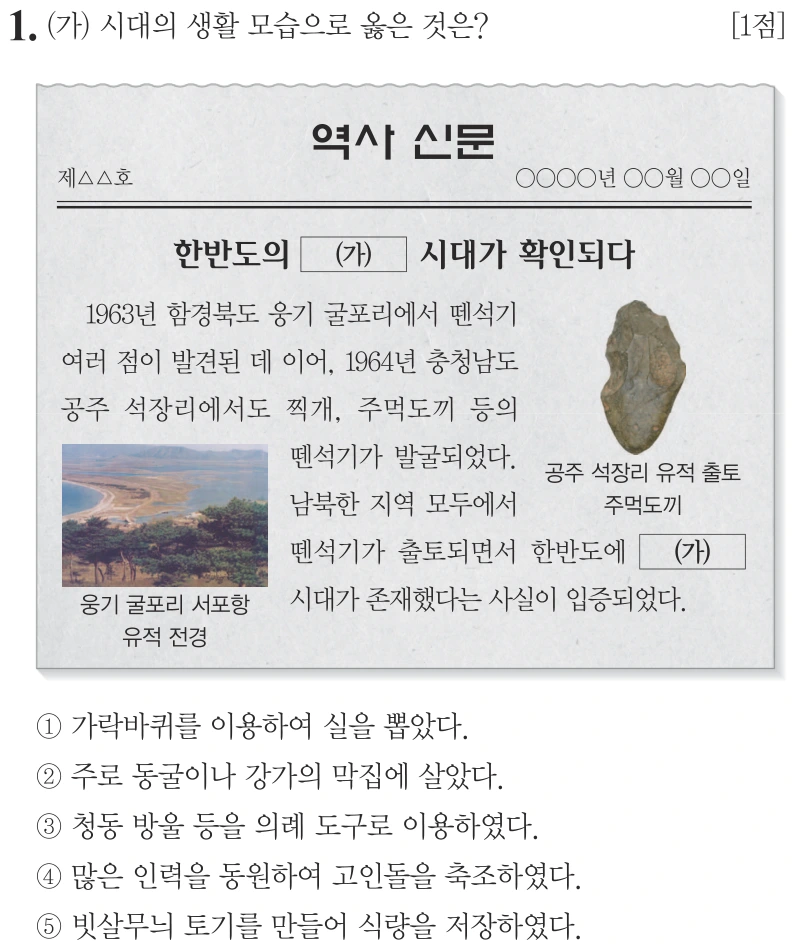 1. (가) 시대의 생활 모습으로 옳은 것은? [1점]
역사 신문
제△△호 ○○○○년 ○○월 ○○일
한반도의 (가) 시대가 확인되다
1963년 함경북도 웅기 굴포리에서 뗀석기
여러 점이 발견된 데 이어, 1964년 충청남도
공주 석장리에서도 찍개, 주먹도끼 등의
뗀석기가 발굴되었다.
남북한 지역 모두에서
뗀석기가 출토되면서 한반도에 (가)
시대가 존재했다는 사실이 입증되었다.
공주 석장리 유적 출토
주먹도끼
웅기 굴포리 서포항
유적 전경
① 가락바퀴를 이용하여 실을 뽑았다.
② 주로 동굴이나 강가의 막집에 살았다.
③ 청동 방울 등을 의례 도구로 이용하였다.
④ 많은 인력을 동원하여 고인돌을 축조하였다.
⑤ 빗살무늬 토기를 만들어 식량을 저장하였다.